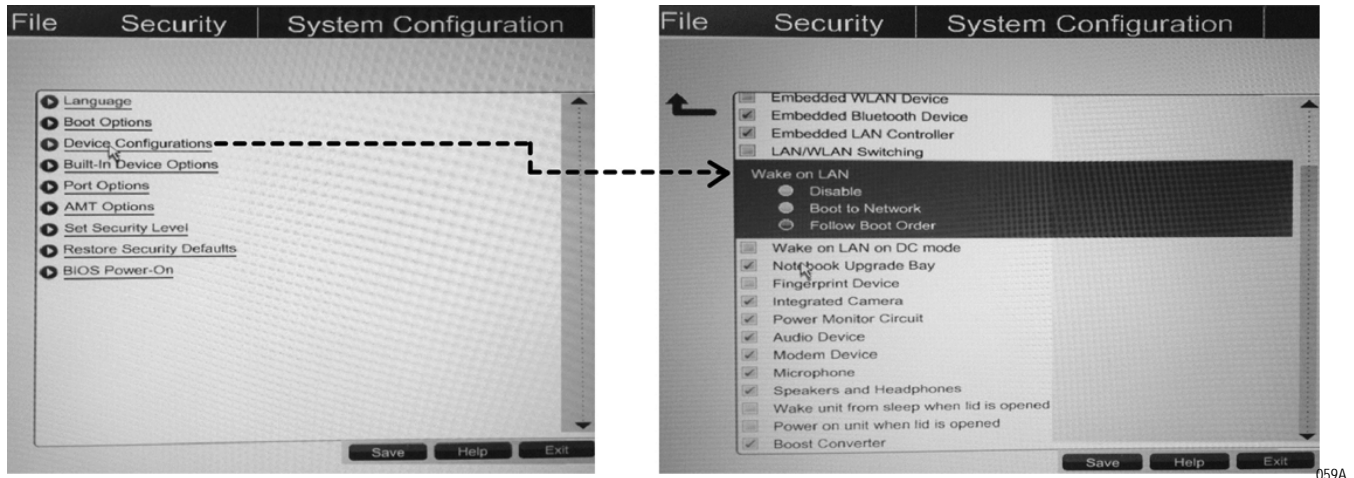 File Security System Configuration
Language
Boot Options
Device Configurations
Built-In Device Options
Port Options
AMT Options
Set Security Level
Restore Security Defaults
BIOS Power-On
Save Help Exit
File Security System Configuration
Embedded WLAN Device
Embedded Bluetooth Device
Embedded LAN Controller
LAN/WLAN Switching
Wake on LAN
Disable
Boot to Network
Follow Boot Order
Wake on LAN on DC mode
Notebook Upgrade Bay
Fingerprint Device
Integrated Camera
Power Monitor Circuit
Audio Device
Modem Device
Microphone
Speakers and Headphones
Wake unit from sleep when lid is opened
Power on unit when lid is opened
Boost Converter
Save Help Exit
059A